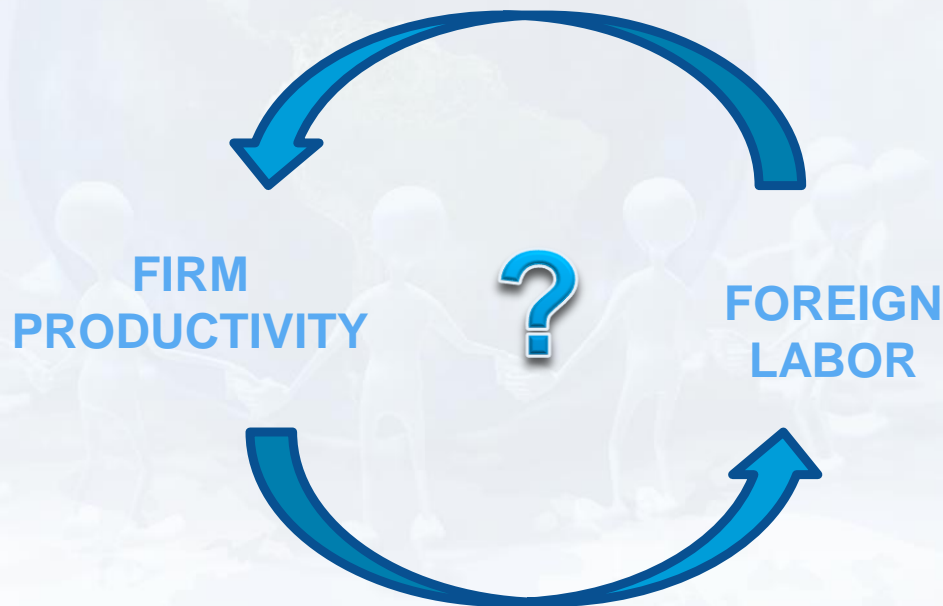 FIRM
PRODUCTIVITY
?
FOREIGN
LABOR